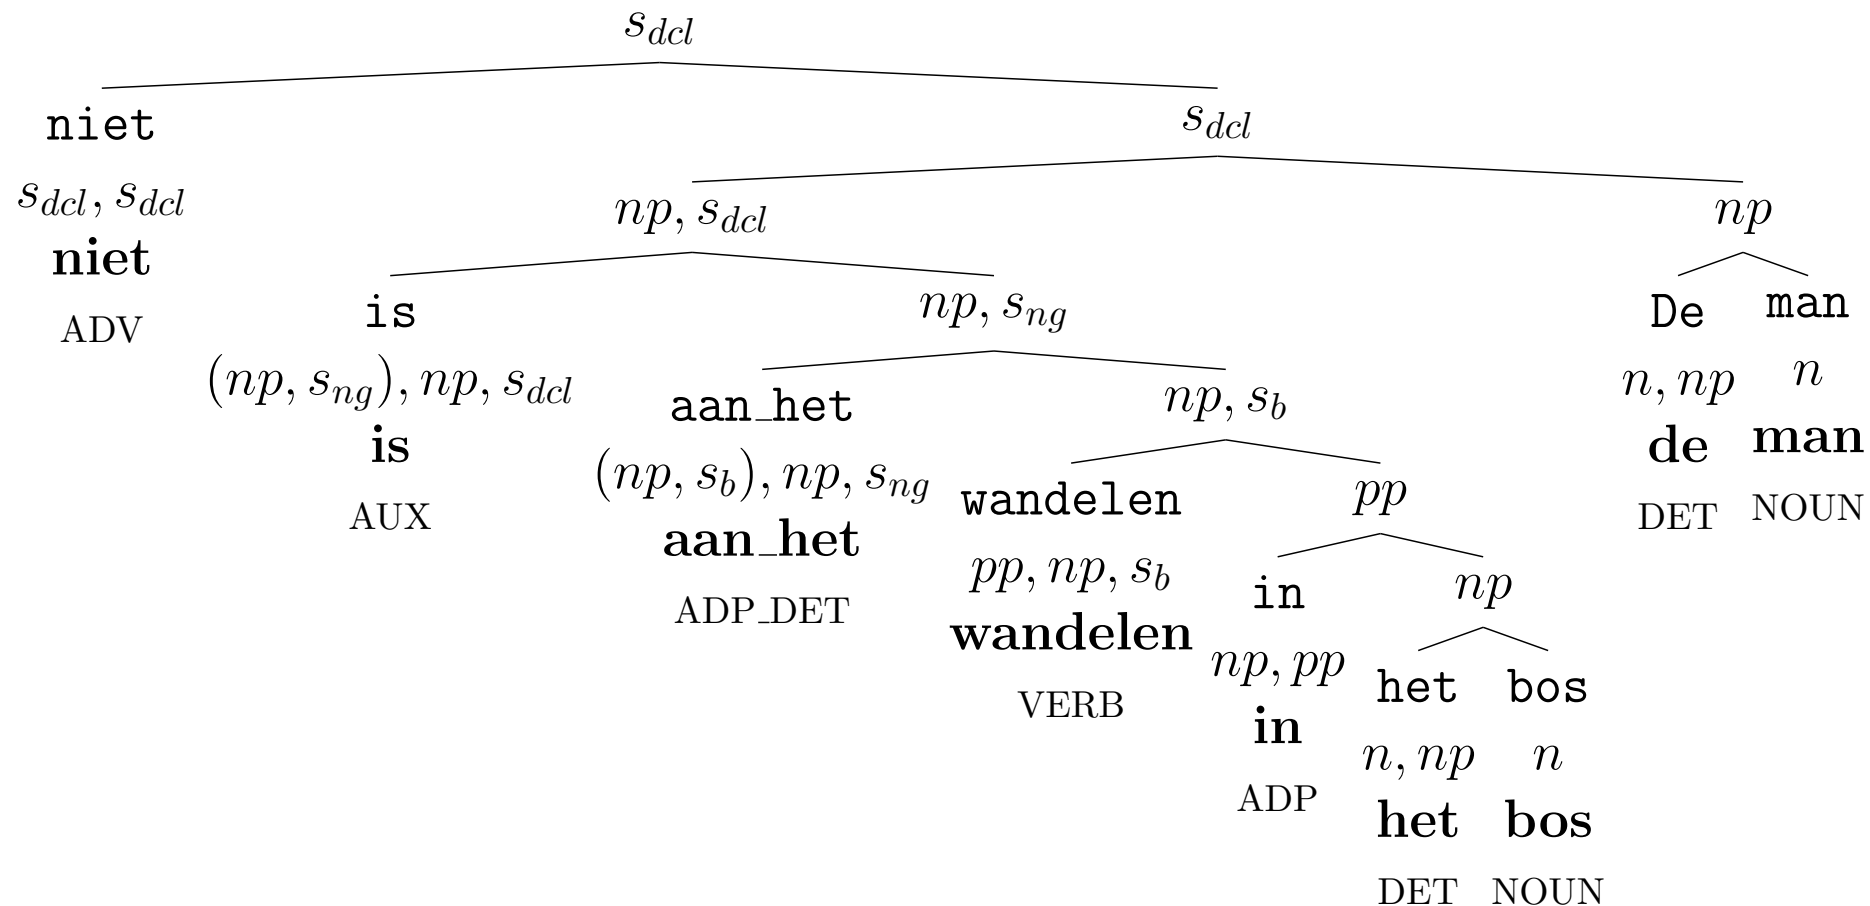 s_dcl
niet
s_dcl, s_dcl
niet
ADV
s_dcl
np, s_dcl
is
(np, s_ng), np, s_dcl
is
AUX
np, s_ng
aan_het
(np, s_b), np, s_ng
aan_het
ADP_DET
np, s_b
wandelen
pp, np, s_b
wandelen
VERB
pp
in
np, pp
in
ADP
np
het
n, np
het
DET
bos
n
bos
NOUN
np
De
n, np
de
DET
man
n
man
NOUN